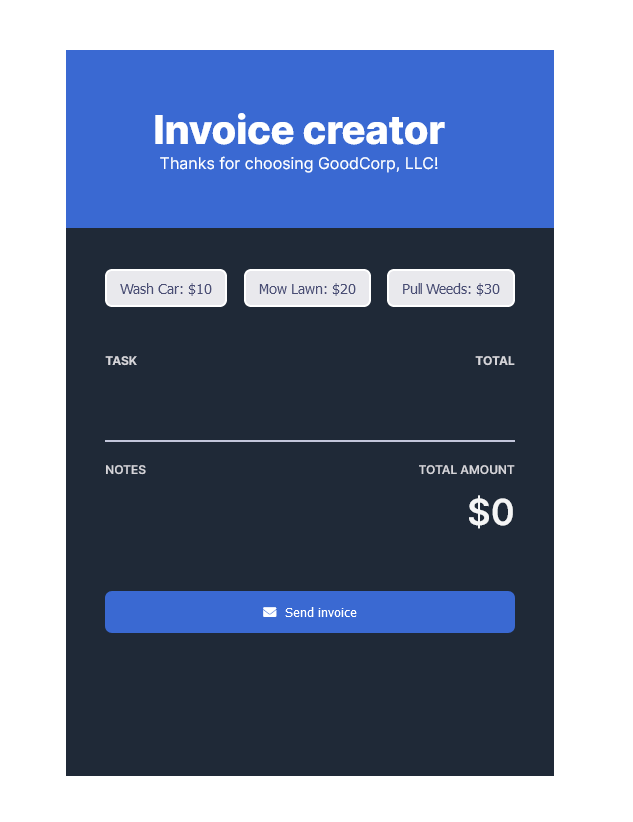 Invoice creator
Thanks for choosing GoodCorp, LLC!
Wash Car: $10 Mow Lawn: $20 Pull Weeds: $30
TASK TOTAL
NOTES TOTAL AMOUNT
$0
Send invoice